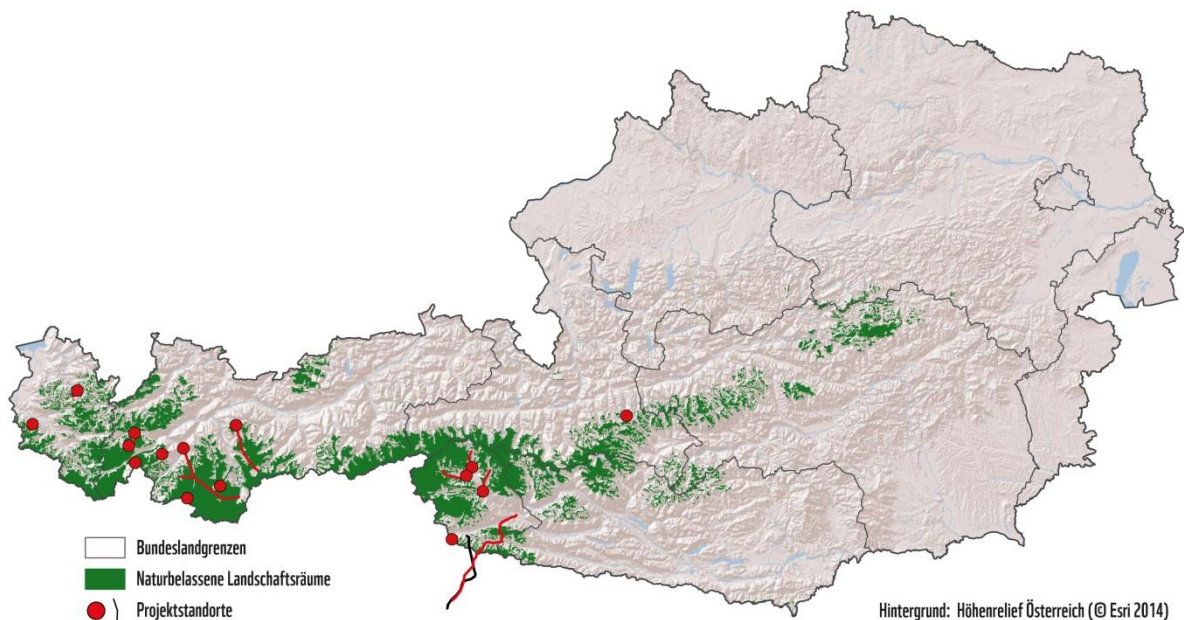 Bundeslandgrenzen
Naturbelassene Landschaftsräume
Projektstandorte
Hintergrund: Höhenrelief Österreich (© Esri 2014)